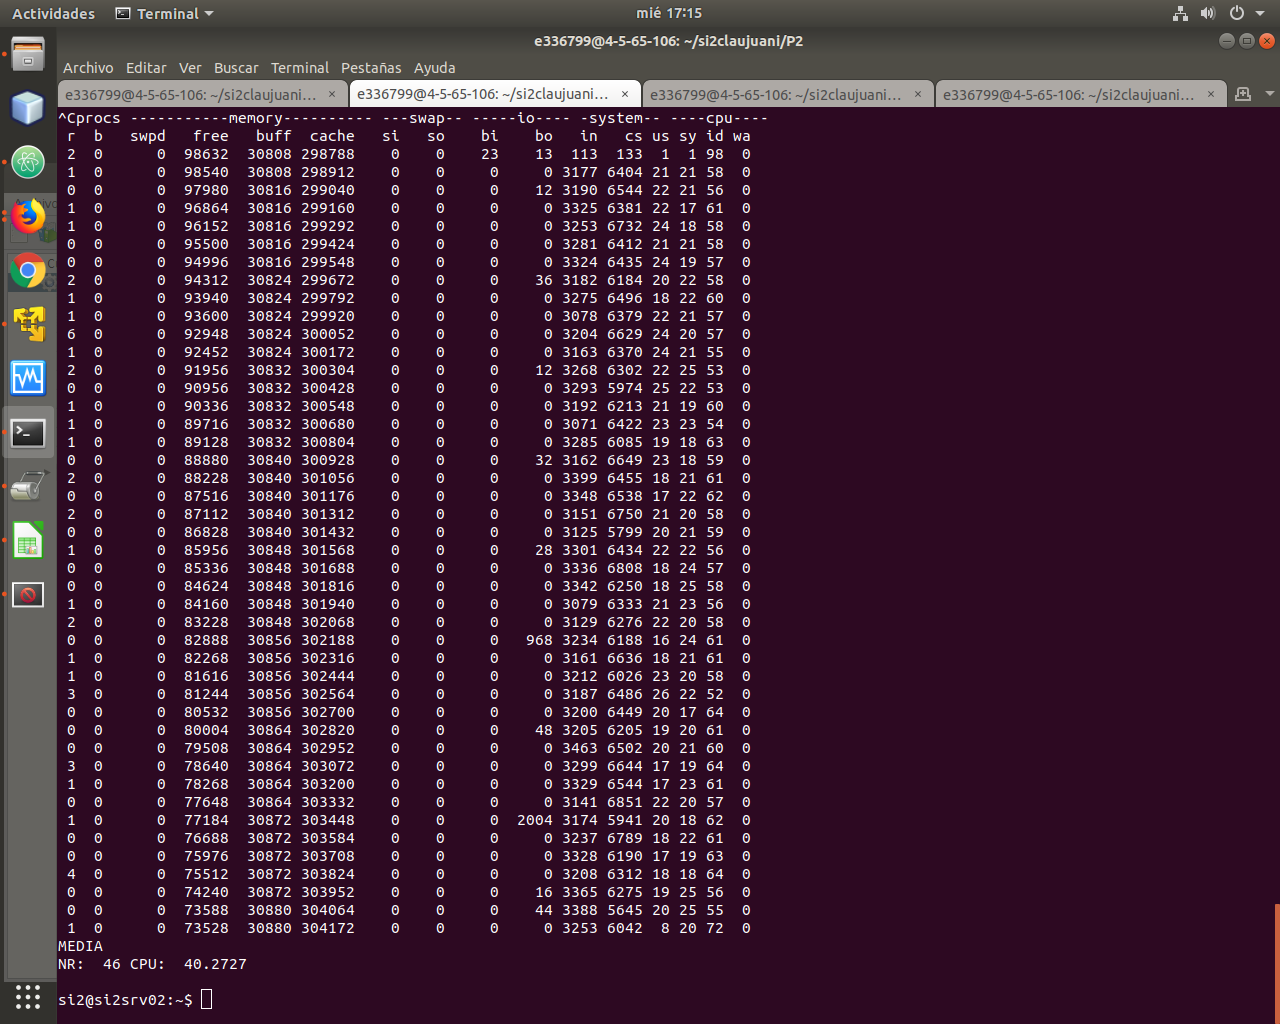 Actividades Terminal mié 17:15
e336799@4-5-65-106: ~/si2claujuani/P2
Archivo Editar Ver Buscar Terminal Pestañas Ayuda
e336799@4-5-65-106: ~/si2claujuani… × e336799@4-5-65-106: ~/si2claujuani… × e336799@4-5-65-106: ~/si2claujuani/… × e336799@4-5-65-106: ~/si2claujuani… ×
^Cprocs -----------memory---------- ---swap-- -----io---- -system-- ----cpu----
r b swpd free buff cache si so bi bo in cs us sy id wa
2 0 0 98632 30808 298788 0 0 23 13 113 133 1 1 98 0
1 0 0 98540 30808 298912 0 0 0 0 3177 6404 21 21 58 0
0 0 0 97980 30816 299040 0 0 0 12 3190 6544 22 21 56 0
1 0 0 96864 30816 299160 0 0 0 0 3325 6381 22 17 61 0
1 0 0 96152 30816 299292 0 0 0 0 3253 6732 24 18 58 0
0 0 0 95500 30816 299424 0 0 0 0 3281 6412 21 21 58 0
0 0 0 94996 30816 299548 0 0 0 0 3324 6435 24 19 57 0
2 0 0 94312 30824 299672 0 0 0 36 3182 6184 20 22 58 0
1 0 0 93940 30824 299792 0 0 0 0 3275 6496 18 22 60 0
1 0 0 93600 30824 299920 0 0 0 0 3078 6379 22 21 57 0
6 0 0 92948 30824 300052 0 0 0 0 3204 6629 24 20 57 0
1 0 0 92452 30824 300172 0 0 0 0 3163 6370 24 21 55 0
2 0 0 91956 30832 300304 0 0 0 12 3268 6302 22 25 53 0
0 0 0 90956 30832 300428 0 0 0 0 3293 5974 25 22 53 0
1 0 0 90336 30832 300548 0 0 0 0 3192 6213 21 19 60 0
1 0 0 89716 30832 300680 0 0 0 0 3071 6422 23 23 54 0
1 0 0 89128 30832 300804 0 0 0 0 3285 6085 19 18 63 0
0 0 0 88880 30840 300928 0 0 0 32 3162 6649 23 18 59 0
2 0 0 88228 30840 301056 0 0 0 0 3399 6455 18 21 61 0
0 0 0 87516 30840 301176 0 0 0 0 3348 6538 17 22 62 0
2 0 0 87112 30840 301312 0 0 0 0 3151 6750 21 20 58 0
0 0 0 86828 30840 301432 0 0 0 0 3125 5799 20 21 59 0
1 0 0 85956 30848 301568 0 0 0 28 3301 6434 22 22 56 0
0 0 0 85336 30848 301688 0 0 0 0 3336 6808 18 24 57 0
0 0 0 84624 30848 301816 0 0 0 0 3342 6250 18 25 58 0
1 0 0 84160 30848 301940 0 0 0 0 3079 6333 21 23 56 0
2 0 0 83228 30848 302068 0 0 0 0 3129 6276 22 20 58 0
0 0 0 82888 30856 302188 0 0 0 968 3234 6188 16 24 61 0
1 0 0 82268 30856 302316 0 0 0 0 3161 6636 18 21 61 0
1 0 0 81616 30856 302444 0 0 0 0 3212 6026 23 20 58 0
3 0 0 81244 30856 302564 0 0 0 0 3187 6486 26 22 52 0
0 0 0 80532 30856 302700 0 0 0 0 3200 6449 20 17 64 0
0 0 0 80004 30864 302820 0 0 0 48 3205 6205 19 20 61 0
0 0 0 79508 30864 302952 0 0 0 0 3463 6502 20 21 60 0
3 0 0 78640 30864 303072 0 0 0 0 3299 6644 17 19 64 0
1 0 0 78268 30864 303200 0 0 0 0 3329 6544 17 23 61 0
0 0 0 77648 30864 303332 0 0 0 0 3141 6851 22 20 57 0
1 0 0 77184 30872 303448 0 0 0 2004 3174 5941 20 18 62 0
0 0 0 76688 30872 303584 0 0 0 0 3237 6789 18 22 61 0
0 0 0 75976 30872 303708 0 0 0 0 3328 6190 17 19 63 0
4 0 0 75512 30872 303824 0 0 0 0 3208 6312 18 18 64 0
0 0 0 74240 30872 303952 0 0 0 16 3365 6275 19 25 56 0
0 0 0 73588 30880 304064 0 0 0 44 3388 5645 20 25 55 0
1 0 0 73528 30880 304172 0 0 0 0 3253 6042 8 20 72 0
MEDIA
NR: 46 CPU: 40.2727
si2@si2srv02:~$